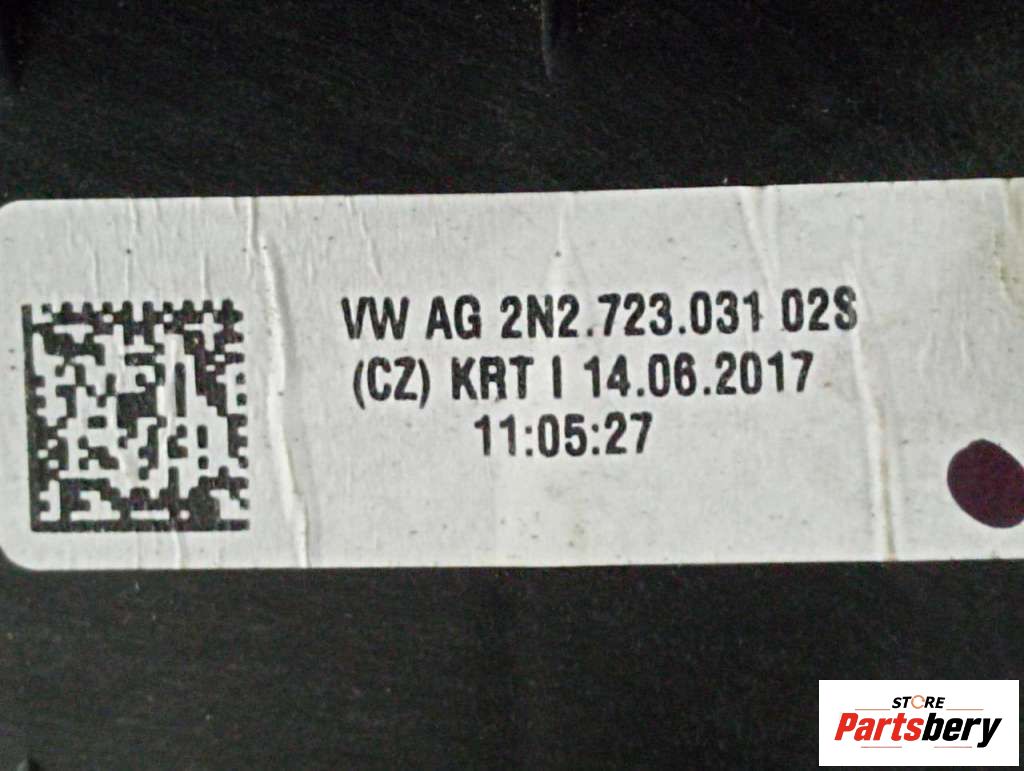 VW AG 2N2.723.031 02S
(CZ) KRT I 14.06.2017
11:05:27
STORE
Partsbery